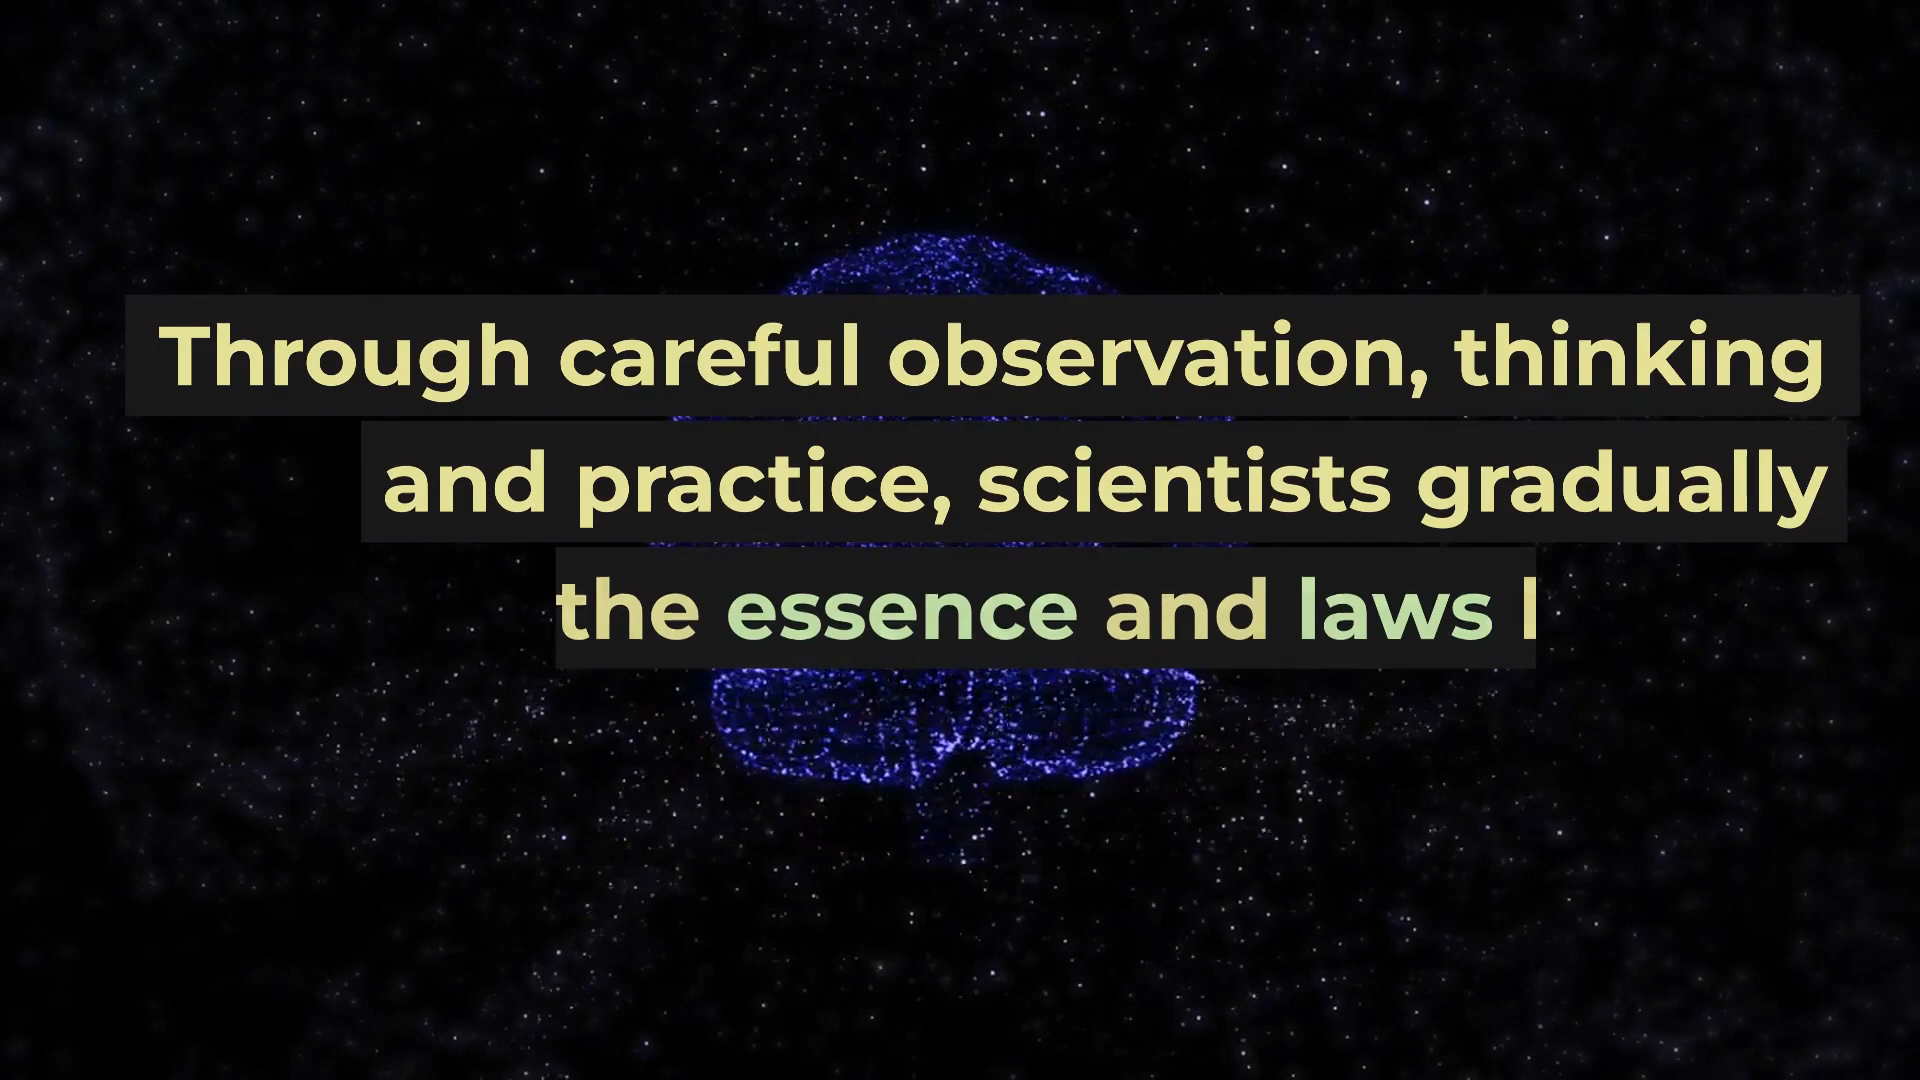 Through careful observation, thinking
and practice, scientists gradually
the essence and laws